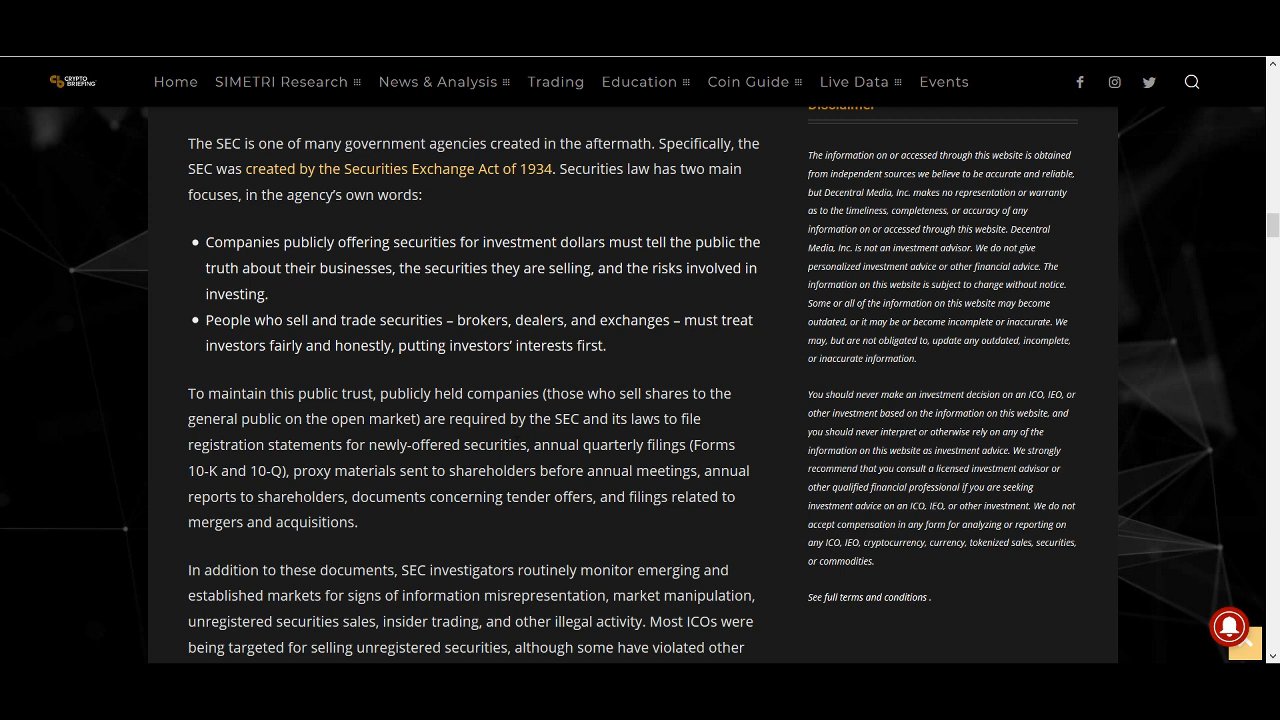 CRYPTO
BRIEFING
Home
SIMETRI Research
News & Analysis
Trading
Education
Coin Guide
Live Data
Events
The SEC is one of many government agencies created in the aftermath. Specifically, the
SEC was created by the Securities Exchange Act of 1934. Securities law has two main
focuses, in the agency’s own words:
Companies publicly offering securities for investment dollars must tell the public the
truth about their businesses, the securities they are selling, and the risks involved in
investing.
People who sell and trade securities – brokers, dealers, and exchanges – must treat
investors fairly and honestly, putting investors’ interests first.
To maintain this public trust, publicly held companies (those who sell shares to the
general public on the open market) are required by the SEC and its laws to file
registration statements for newly-offered securities, annual quarterly filings (Forms
10-K and 10-Q), proxy materials sent to shareholders before annual meetings, annual
reports to shareholders, documents concerning tender offers, and filings related to
mergers and acquisitions.
In addition to these documents, SEC investigators routinely monitor emerging and
established markets for signs of information misrepresentation, market manipulation,
unregistered securities sales, insider trading, and other illegal activity. Most ICOs were
being targeted for selling unregistered securities, although some have violated other
Disclaimer
The information on or accessed through this website is obtained
from independent sources we believe to be accurate and reliable,
but Decentral Media, Inc. makes no representation or warranty
as to the timeliness, completeness, or accuracy of any
information on or accessed through this website. Decentral
Media, Inc. is not an investment advisor. We do not give
personalized investment advice or other financial advice. The
information on this website is subject to change without notice.
Some or all of the information on this website may become
outdated, or it may be or become incomplete or inaccurate. We
may, but are not obligated to, update any outdated, incomplete,
or inaccurate information.
You should never make an investment decision on an ICO, IEO, or
other investment based on the information on this website, and
you should never interpret or otherwise rely on any of the
information on this website as investment advice. We strongly
recommend that you consult a licensed investment advisor or
other qualified financial professional if you are seeking
investment advice on an ICO, IEO, or other investment. We do not
accept compensation in any form for analyzing or reporting on
any ICO, IEO, cryptocurrency, currency, tokenized sales, securities,
or commodities.
See full terms and conditions .